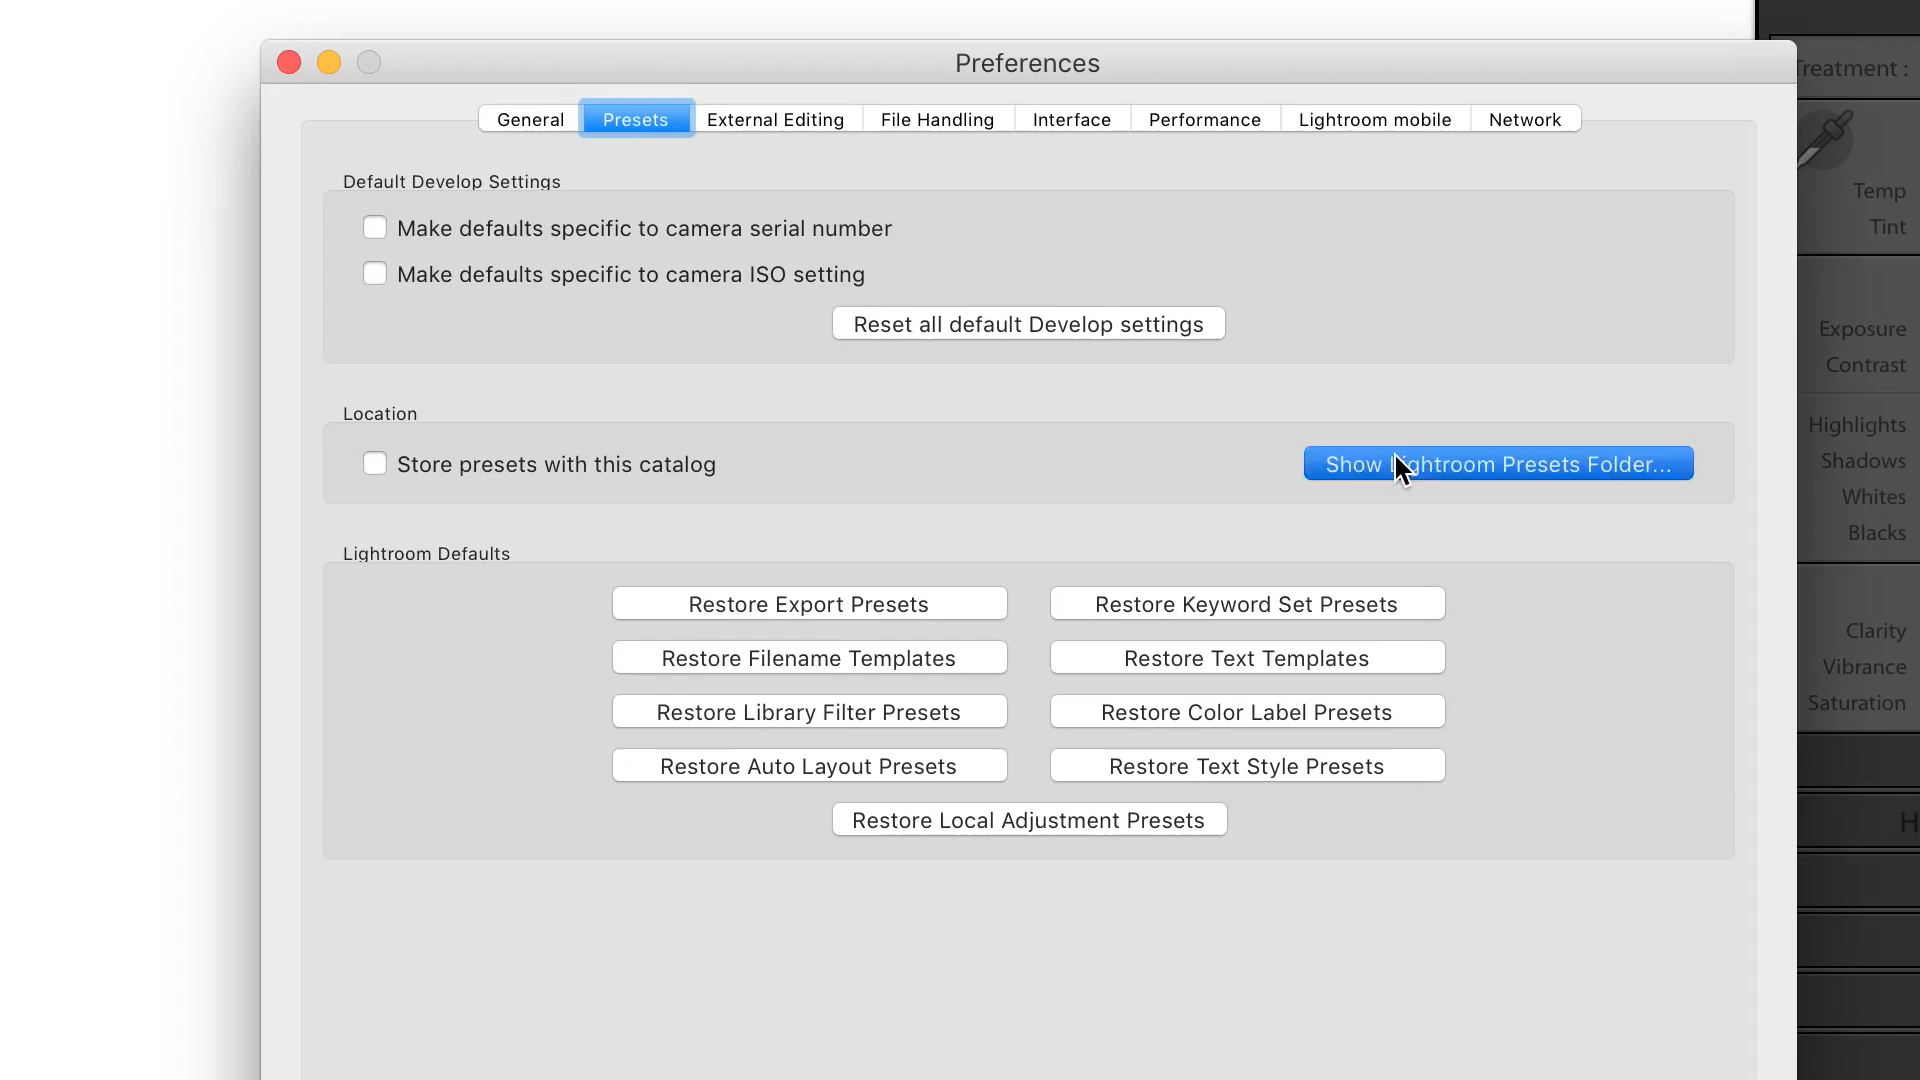 Preferences
General Presets External Editing File Handling Interface Performance Lightroom mobile Network
Default Develop Settings
Make defaults specific to camera serial number
Make defaults specific to camera ISO setting
Reset all default Develop settings
Location
Store presets with this catalog
Show Lightroom Presets Folder...
Lightroom Defaults
Restore Export Presets Restore Keyword Set Presets
Restore Filename Templates Restore Text Templates
Restore Library Filter Presets Restore Color Label Presets
Restore Auto Layout Presets Restore Text Style Presets
Restore Local Adjustment Presets
Treatment :
Temp
Tint
Exposure
Contrast
Highlights
Shadows
Whites
Blacks
Clarity
Vibrance
Saturation
H